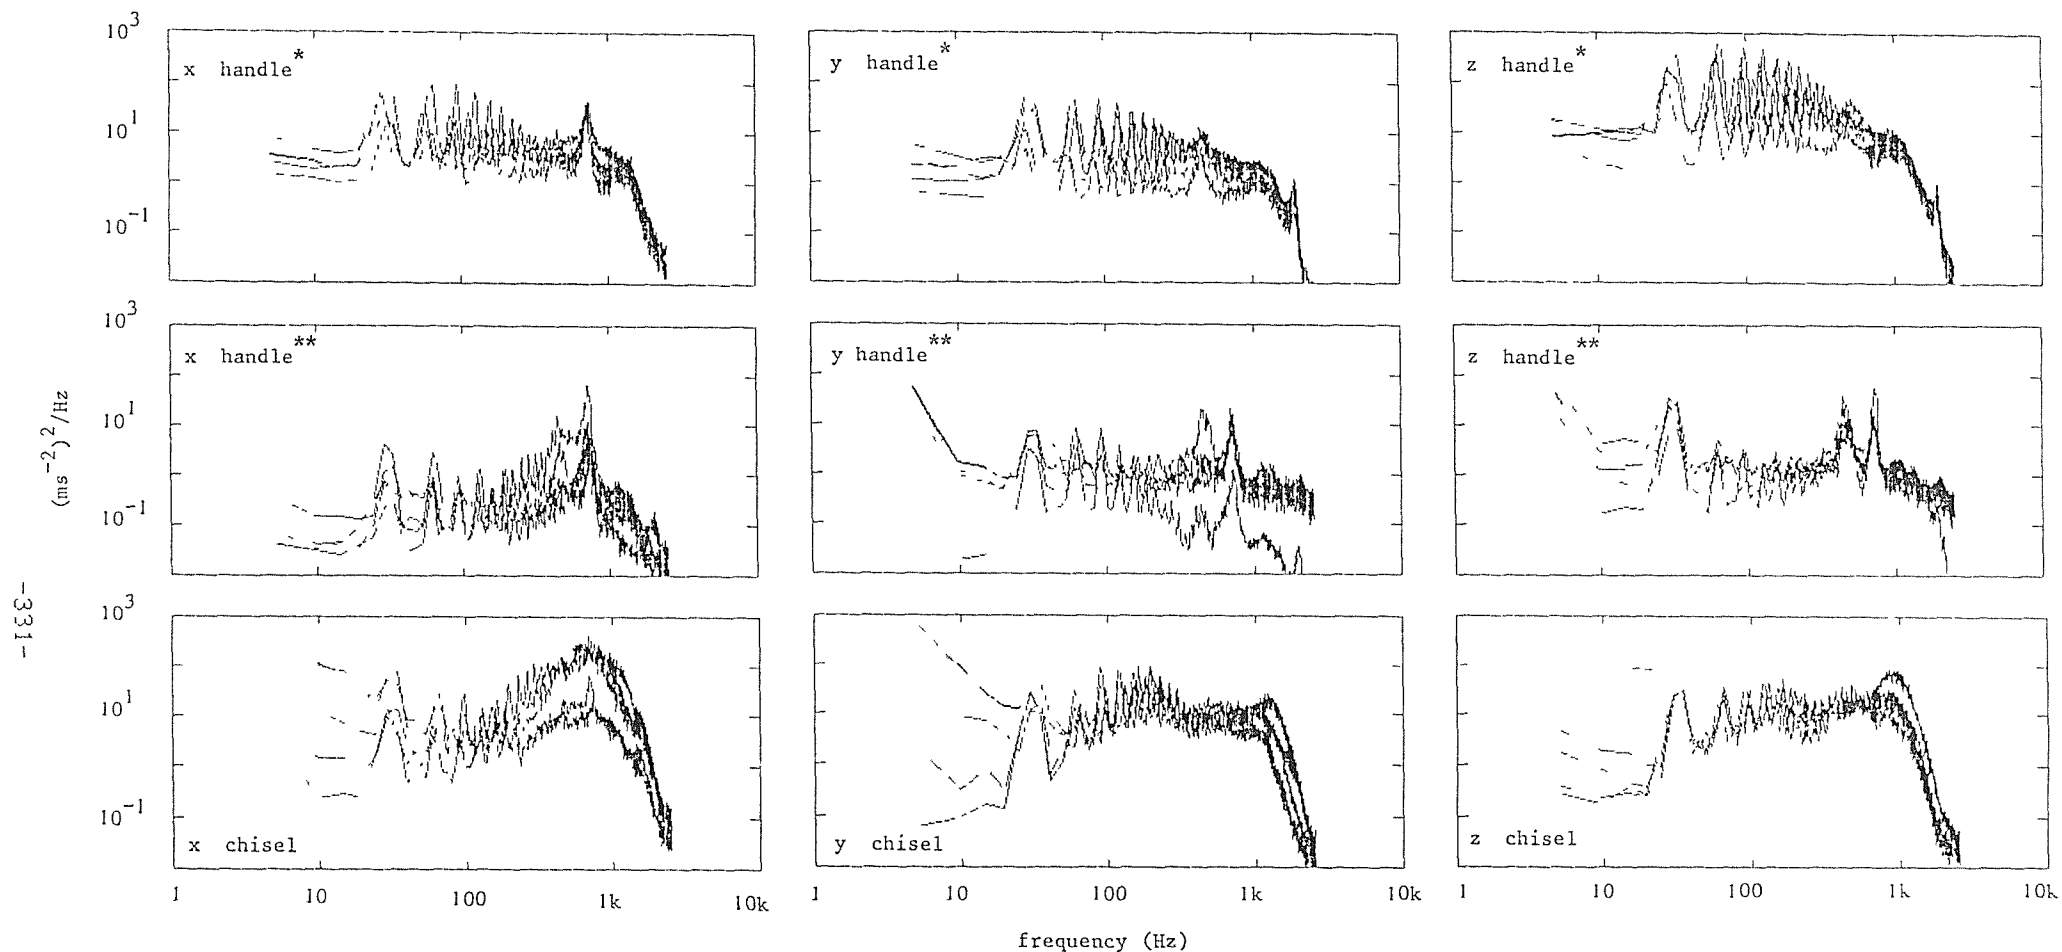 10^3
10^1
10^-1
x handle*
y handle*
z handle*
10^3
10^1
10^-1
x handle**
y handle**
z handle**
(ms^-2)^2/Hz
10^3
10^1
10^-1
x chisel
y chisel
z chisel
1 10 100 1k 10k
1 10 100 1k 10k
1 10 100 1k 10k
frequency (Hz)
-331-